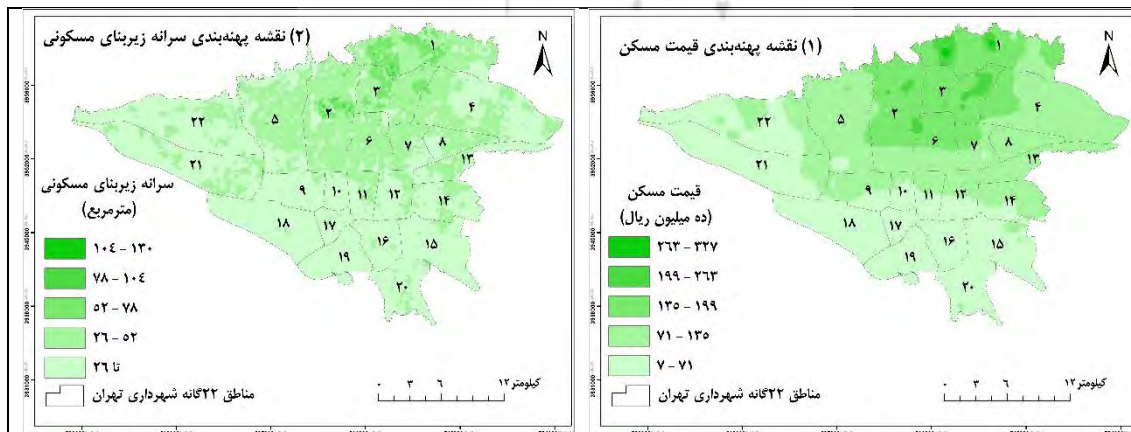 (۱) نقشه پهنه‌بندی قیمت مسکن
N
۱
۳
۴
۲
۵
۲۲
۶
۷
۸
۱۳
۲۱
۹
۱۰
۱۱
۱۲
۱۴
۱۸
۱۷
۱۶
۱۵
۱۹
۲۰
قیمت مسکن
(ده میلیون ریال)
۲۶۳ – ۳۲۷
۱۹۹ – ۲۶۳
۱۳۵ – ۱۹۹
۷۱ – ۱۳۵
۷ – ۷۱
مناطق ۲۲گانه شهرداری تهران
۰ ۳ ۶ ۱۲ کیلومتر
(۲) نقشه پهنه‌بندی سرانه زیربنای مسکونی
N
۱
۳
۴
۲
۵
۲۲
۶
۷
۸
۱۳
۲۱
۹
۱۰
۱۱
۱۲
۱۴
۱۸
۱۷
۱۶
۱۵
۱۹
۲۰
سرانه زیربنای مسکونی
(مترمربع)
۱۰٤ – ۱۳۰
۷۸ – ۱۰٤
۵۲ – ۷۸
۲۶ – ۵۲
تا ۲۶
مناطق ۲۲گانه شهرداری تهران
۰ ۳ ۶ ۱۲ کیلومتر